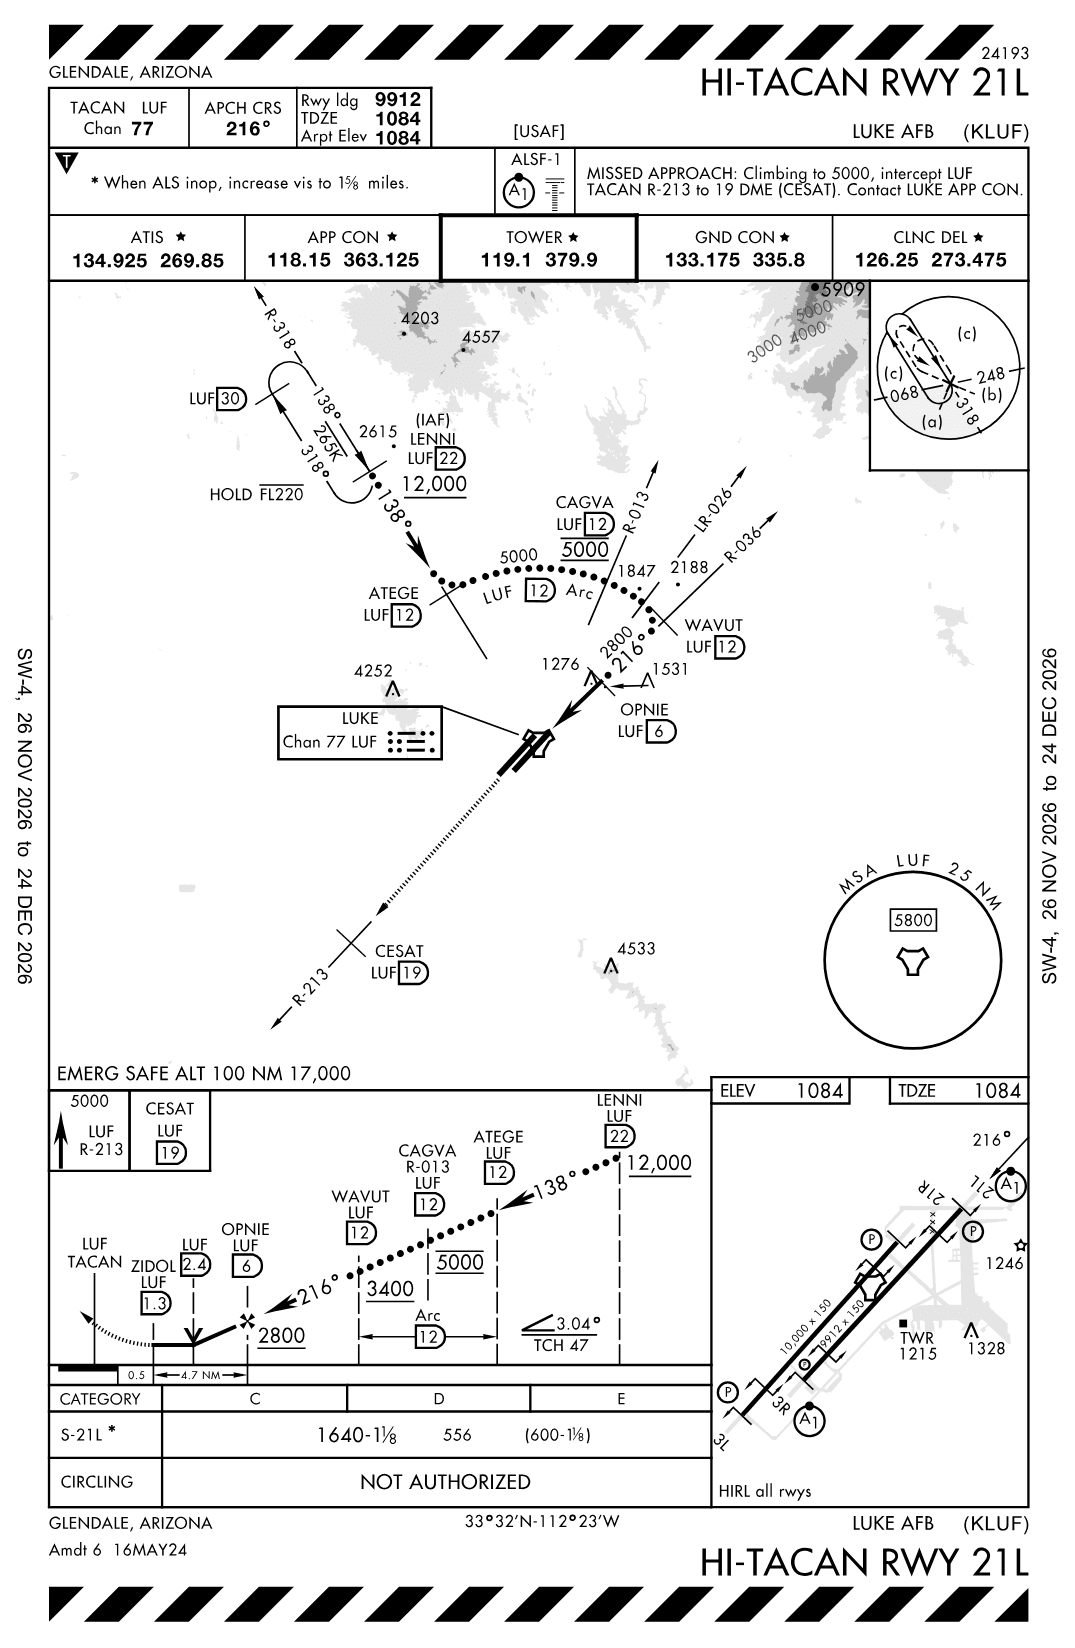 24193
GLENDALE, ARIZONA
HI-TACAN RWY 21L
TACAN LUF
Chan 77
APCH CRS
216°
Rwy ldg 9912
TDZE 1084
Arpt Elev 1084
[USAF]
LUKE AFB (KLUF)
T
* When ALS inop, increase vis to 1⅝ miles.
ALSF-1
A1
MISSED APPROACH: Climbing to 5000, intercept LUF
TACAN R-213 to 19 DME (CESAT). Contact LUKE APP CON.
ATIS ★
134.925 269.85
APP CON ★
118.15 363.125
TOWER ★
119.1 379.9
GND CON ★
133.175 335.8
CLNC DEL ★
126.25 273.475
5909
5000
4000
3000
4203
4557
R-318
LUF 30
138°
265K
318°
HOLD FL220
2615
(IAF)
LENNI
LUF 22
12,000
138°
(c)
(c)
248
068
(b)
(a)
318
CAGVA
LUF 12
5000
R-013
LR-026
R-036
5000
LUF 12 Arc
1847
2188
ATEGE
LUF 12
WAVUT
LUF 12
2800
216°
1276
1531
4252
OPNIE
LUF 6
LUKE
Chan 77 LUF
CESAT
LUF 19
R-213
4533
MSA LUF 25 NM
5800
SW-4, 26 NOV 2026 to 24 DEC 2026
SW-4, 26 NOV 2026 to 24 DEC 2026
EMERG SAFE ALT 100 NM 17,000
5000
LUF
R-213
CESAT
LUF
19
LENNI
LUF
22
12,000
ATEGE
LUF
12
138°
CAGVA
R-013
LUF
12
5000
WAVUT
LUF
12
3400
216°
OPNIE
LUF
6
2800
LUF
2.4
ZIDOL
LUF
1.3
LUF
TACAN
Arc
12
3.04°
TCH 47
0.5
4.7 NM
CATEGORY C D E
S-21L * 1640-1⅛ 556 (600-1⅛)
CIRCLING NOT AUTHORIZED
ELEV 1084
TDZE 1084
216°
21L
A1
21R
P
P
1246
10,000 x 150
9912 x 150
TWR
1215
1328
P
P
3R
A1
3L
HIRL all rwys
GLENDALE, ARIZONA
33°32'N-112°23'W
LUKE AFB (KLUF)
Amdt 6 16MAY24
HI-TACAN RWY 21L